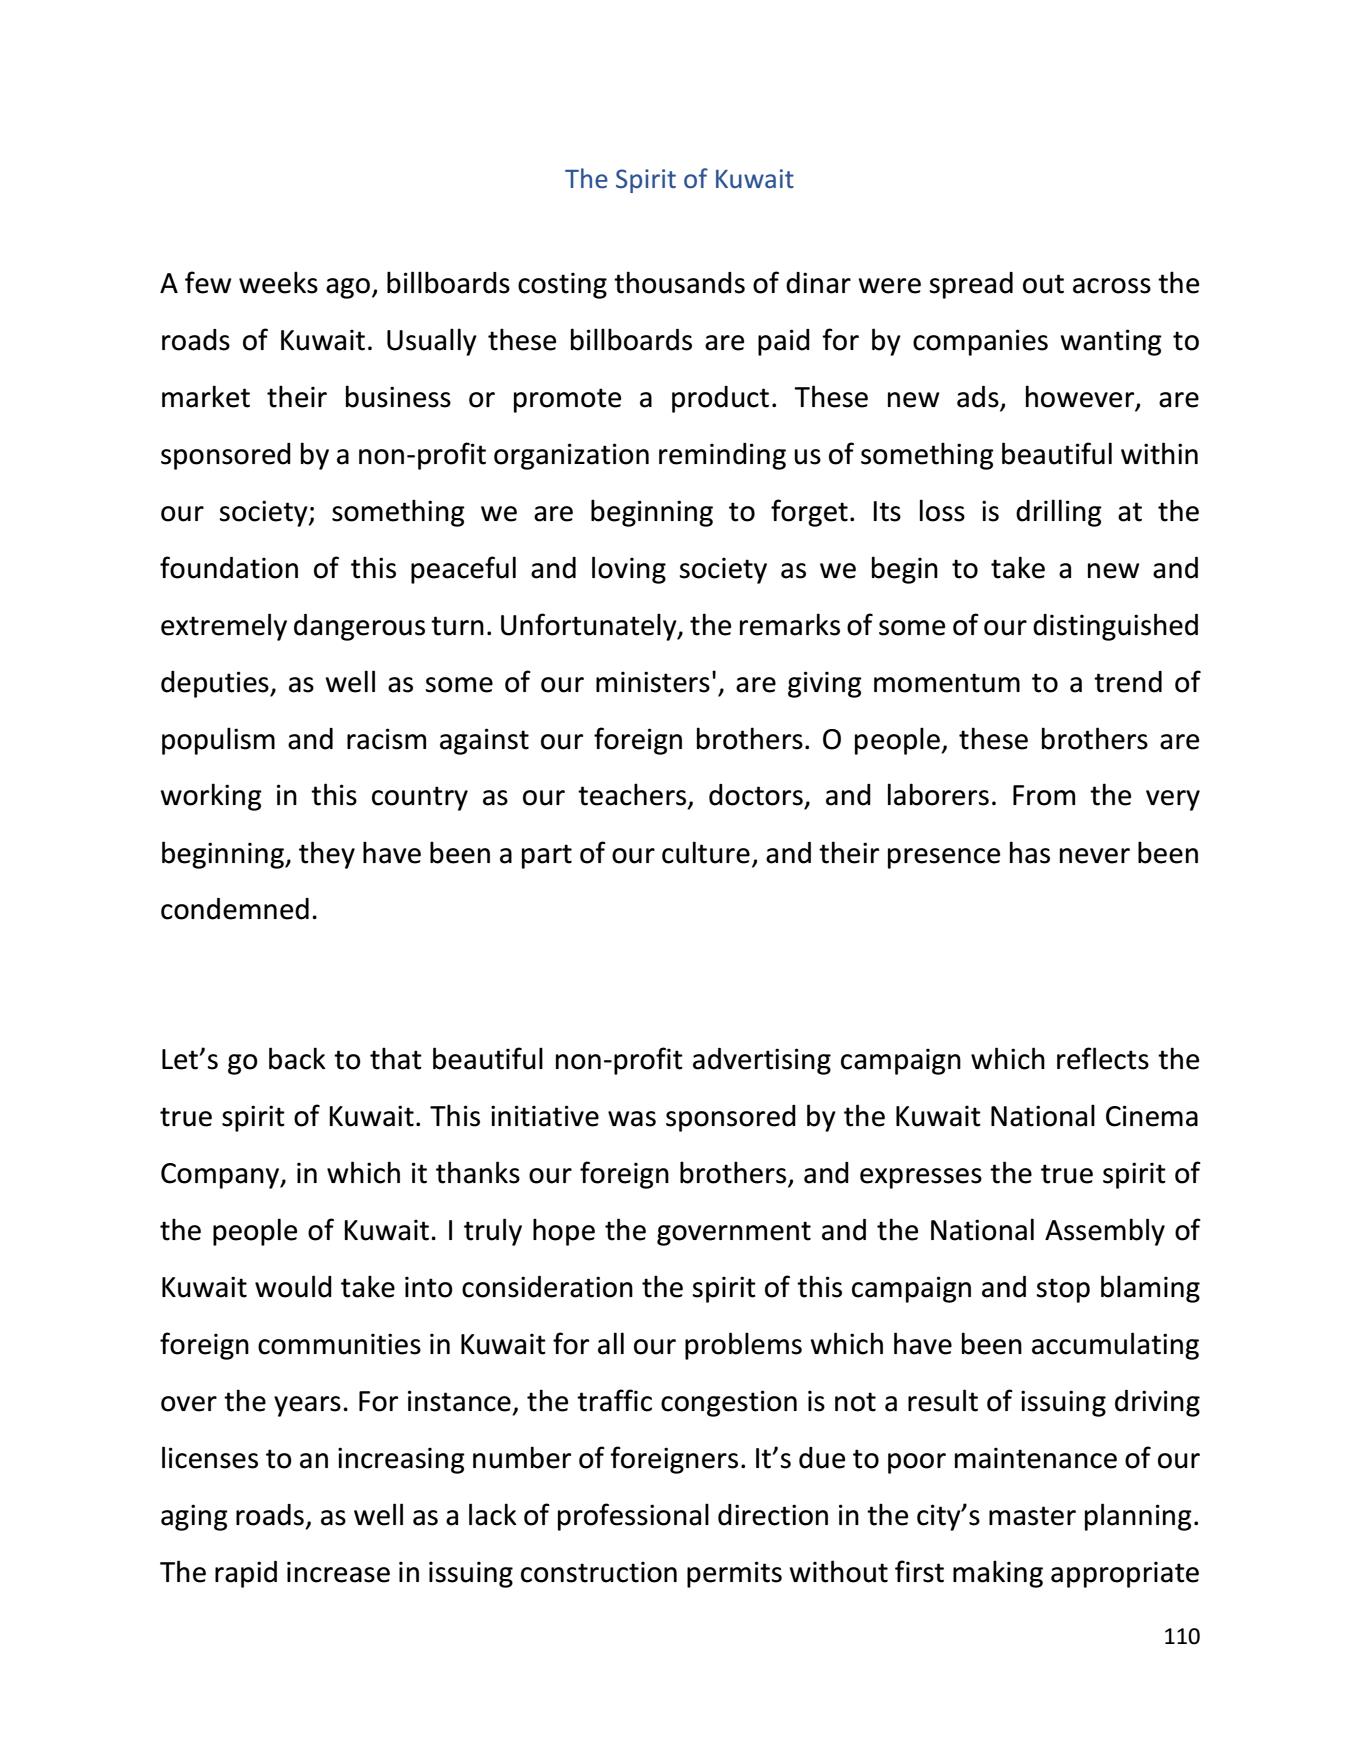 The Spirit of Kuwait
A few weeks ago, billboards costing thousands of dinar were spread out across the
roads of Kuwait. Usually these billboards are paid for by companies wanting to
market their business or promote a product. These new ads, however, are
sponsored by a non-profit organization reminding us of something beautiful within
our society; something we are beginning to forget. Its loss is drilling at the
foundation of this peaceful and loving society as we begin to take a new and
extremely dangerous turn. Unfortunately, the remarks of some of our distinguished
deputies, as well as some of our ministers', are giving momentum to a trend of
populism and racism against our foreign brothers. O people, these brothers are
working in this country as our teachers, doctors, and laborers. From the very
beginning, they have been a part of our culture, and their presence has never been
condemned.
Let’s go back to that beautiful non-profit advertising campaign which reflects the
true spirit of Kuwait. This initiative was sponsored by the Kuwait National Cinema
Company, in which it thanks our foreign brothers, and expresses the true spirit of
the people of Kuwait. I truly hope the government and the National Assembly of
Kuwait would take into consideration the spirit of this campaign and stop blaming
foreign communities in Kuwait for all our problems which have been accumulating
over the years. For instance, the traffic congestion is not a result of issuing driving
licenses to an increasing number of foreigners. It’s due to poor maintenance of our
aging roads, as well as a lack of professional direction in the city’s master planning.
The rapid increase in issuing construction permits without first making appropriate
110